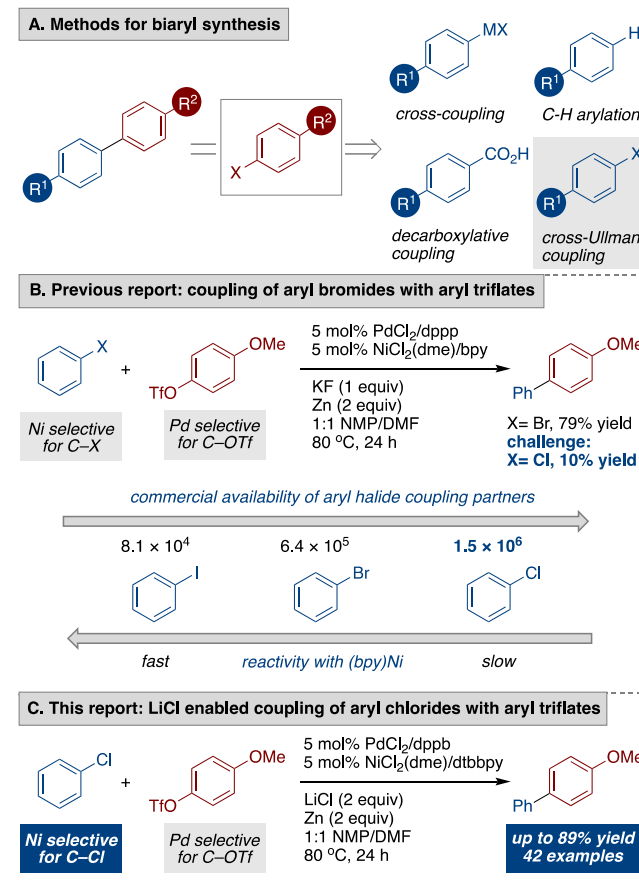 A. Methods for biaryl synthesis
R1
R2
X
R2
MX
R1
cross-coupling
H
R1
C-H arylation
CO2H
R1
decarboxylative
coupling
X
R1
cross-Ullman
coupling
B. Previous report: coupling of aryl bromides with aryl triflates
X
Ni selective
for C–X
+
OMe
TfO
Pd selective
for C–OTf
5 mol% PdCl2/dppp
5 mol% NiCl2(dme)/bpy
KF (1 equiv)
Zn (2 equiv)
1:1 NMP/DMF
80 °C, 24 h
OMe
Ph
X= Br, 79% yield
challenge:
X= Cl, 10% yield
commercial availability of aryl halide coupling partners
8.1 × 10⁴ 6.4 × 10⁵ 1.5 × 10⁶
I Br Cl
fast reactivity with (bpy)Ni slow
C. This report: LiCl enabled coupling of aryl chlorides with aryl triflates
Cl
Ni selective
for C–Cl
+
OMe
TfO
Pd selective
for C–OTf
5 mol% PdCl2/dppb
5 mol% NiCl2(dme)/dtbbpy
LiCl (2 equiv)
Zn (2 equiv)
1:1 NMP/DMF
80 °C, 24 h
OMe
Ph
up to 89% yield
42 examples